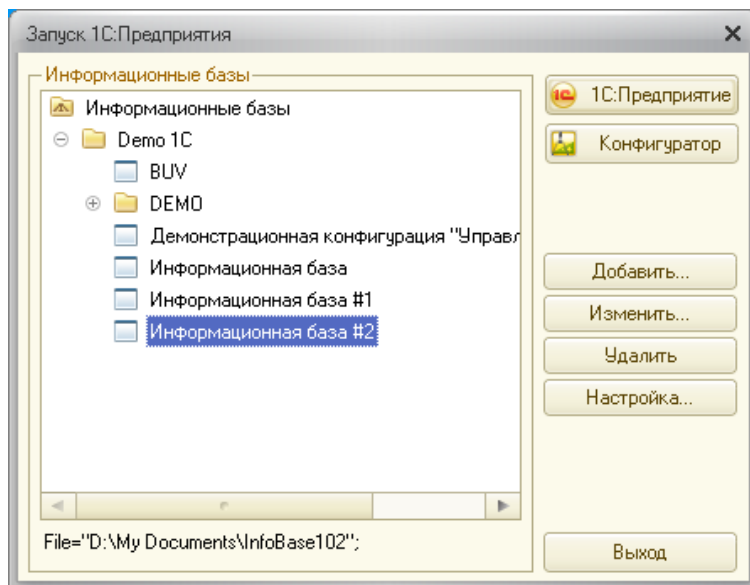 Запуск 1С:Предприятия
Информационные базы
Информационные базы
Demo 1C
BUV
DEMO
Демонстрационная конфигурация "Управл
Информационная база
Информационная база #1
Информационная база #2
File="D:\My Documents\InfoBase102";
1С:Предприятие
Конфигуратор
Добавить...
Изменить...
Удалить
Настройка...
Выход